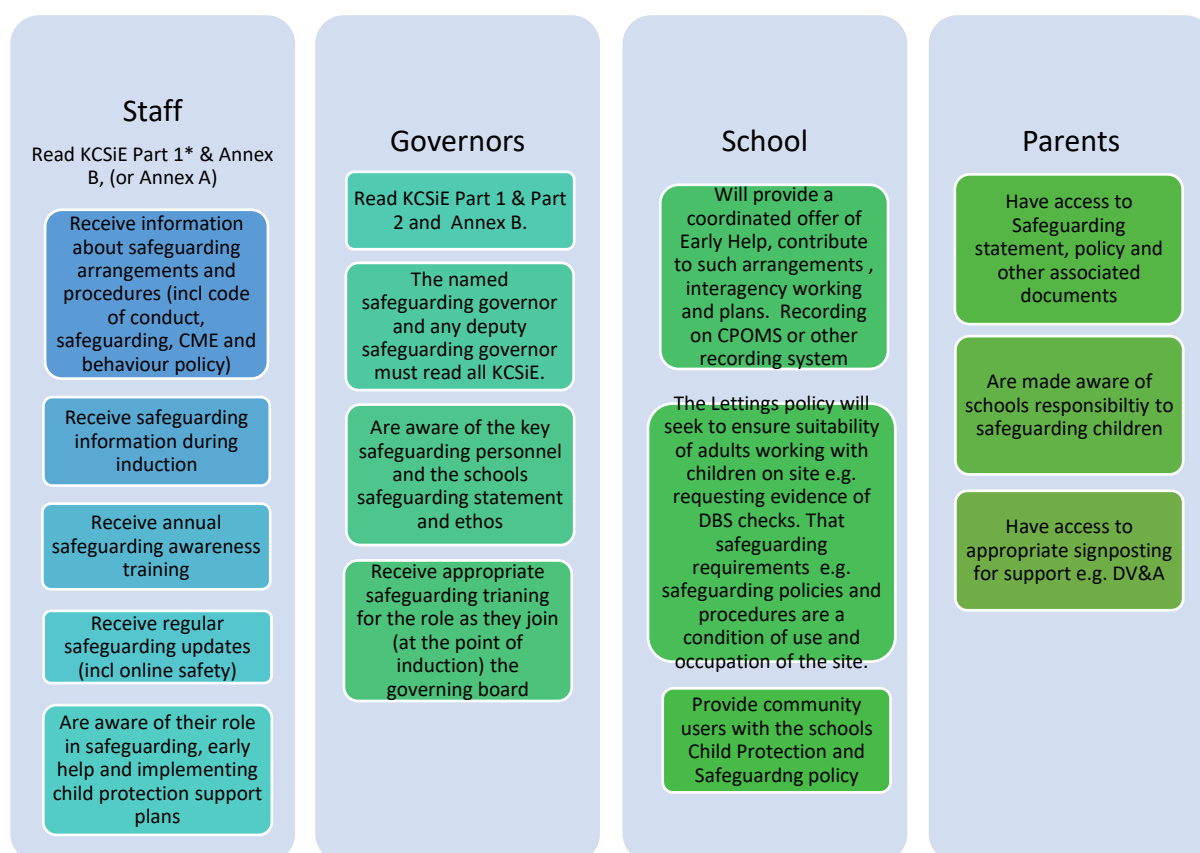 Staff
Read KCSiE Part 1* & Annex
B, (or Annex A)
Receive information
about safeguarding
arrangements and
procedures (incl code
of conduct,
safeguarding, CME and
behaviour policy)
Receive safeguarding
information during
induction
Receive annual
safeguarding awareness
training
Receive regular
safeguarding updates
(incl online safety)
Are aware of their role
in safeguarding, early
help and implementing
child protection support
plans
Governors
Read KCSiE Part 1 & Part
2 and  Annex B.
The named
safeguarding governor
and any deputy
safeguarding governor
must read all KCSiE.
Are aware of the key
safeguarding personnel
and the schools
safeguarding statement
and ethos
Receive appropriate
safeguarding trianing
for the role as they join
(at the point of
induction) the
governing board
School
Will provide a
coordinated offer of
Early Help, contribute
to such arrangements ,
interagency working
and plans.  Recording
on CPOMS or other
recording system
The Lettings policy will
seek to ensure suitability
of adults working with
children on site e.g.
requesting evidence of
DBS checks. That
safeguarding
requirements  e.g.
safeguarding policies and
procedures are a
condition of use and
occupation of the site.
Provide community
users with the schools
Child Protection and
Safeguardng policy
Parents
Have access to
Safeguarding
statement, policy and
other associated
documents
Are made aware of
schools responsibiltiy to
safeguarding children
Have access to
appropriate signposting
for support e.g. DV&A